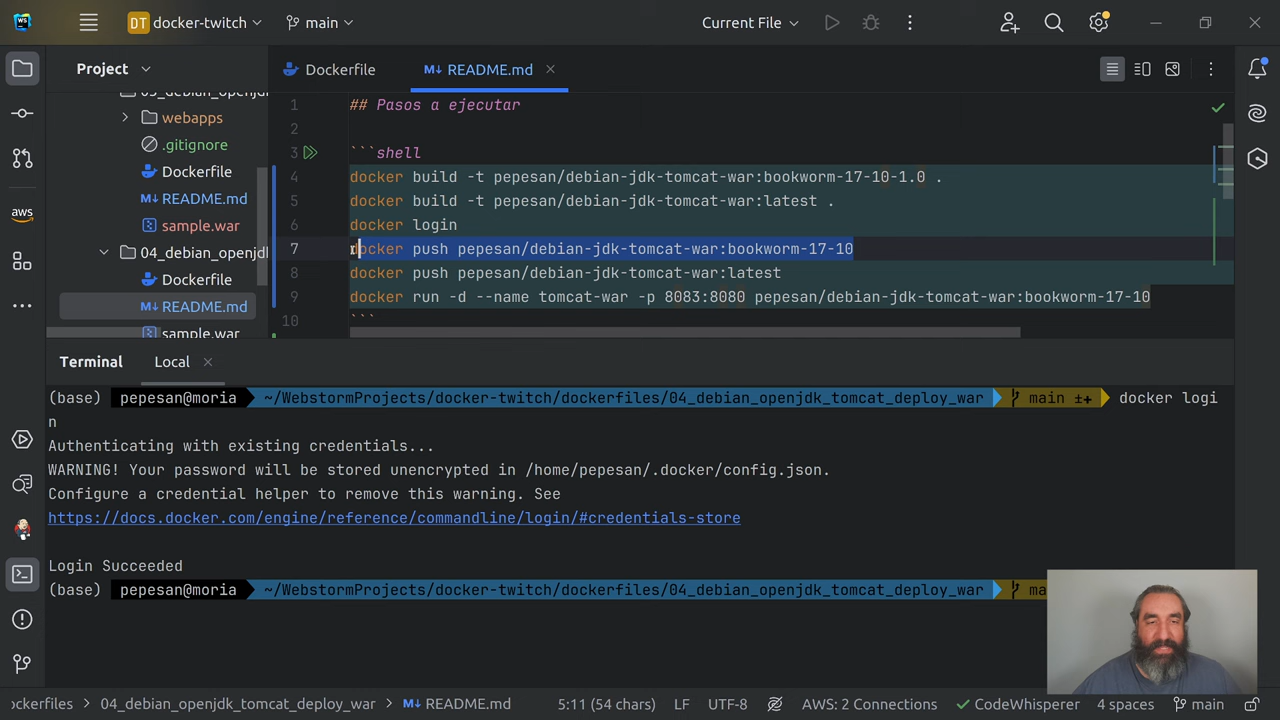 WS
DT docker-twitch
main
Current File
Project
Dockerfile
README.md
03_debian_openjdl
webapps
.gitignore
Dockerfile
README.md
sample.war
04_debian_openjdl
Dockerfile
README.md
sample.war
1 ## Pasos a ejecutar
2
3 ```shell
4 docker build -t pepesan/debian-jdk-tomcat-war:bookworm-17-10-1.0 .
5 docker build -t pepesan/debian-jdk-tomcat-war:latest .
6 docker login
7 docker push pepesan/debian-jdk-tomcat-war:bookworm-17-10
8 docker push pepesan/debian-jdk-tomcat-war:latest
9 docker run -d --name tomcat-war -p 8083:8080 pepesan/debian-jdk-tomcat-war:bookworm-17-10
10 ```
aws
Terminal
Local
(base) pepesan@moria ~/WebstormProjects/docker-twitch/dockerfiles/04_debian_openjdk_tomcat_deploy_war main ±+ docker logi
n
Authenticating with existing credentials...
WARNING! Your password will be stored unencrypted in /home/pepesan/.docker/config.json.
Configure a credential helper to remove this warning. See
https://docs.docker.com/engine/reference/commandline/login/#credentials-store
Login Succeeded
(base) pepesan@moria ~/WebstormProjects/docker-twitch/dockerfiles/04_debian_openjdk_tomcat_deploy_war ma
ockerfiles
04_debian_openjdk_tomcat_deploy_war
README.md
5:11 (54 chars)
LF
UTF-8
AWS: 2 Connections
CodeWhisperer
4 spaces
main